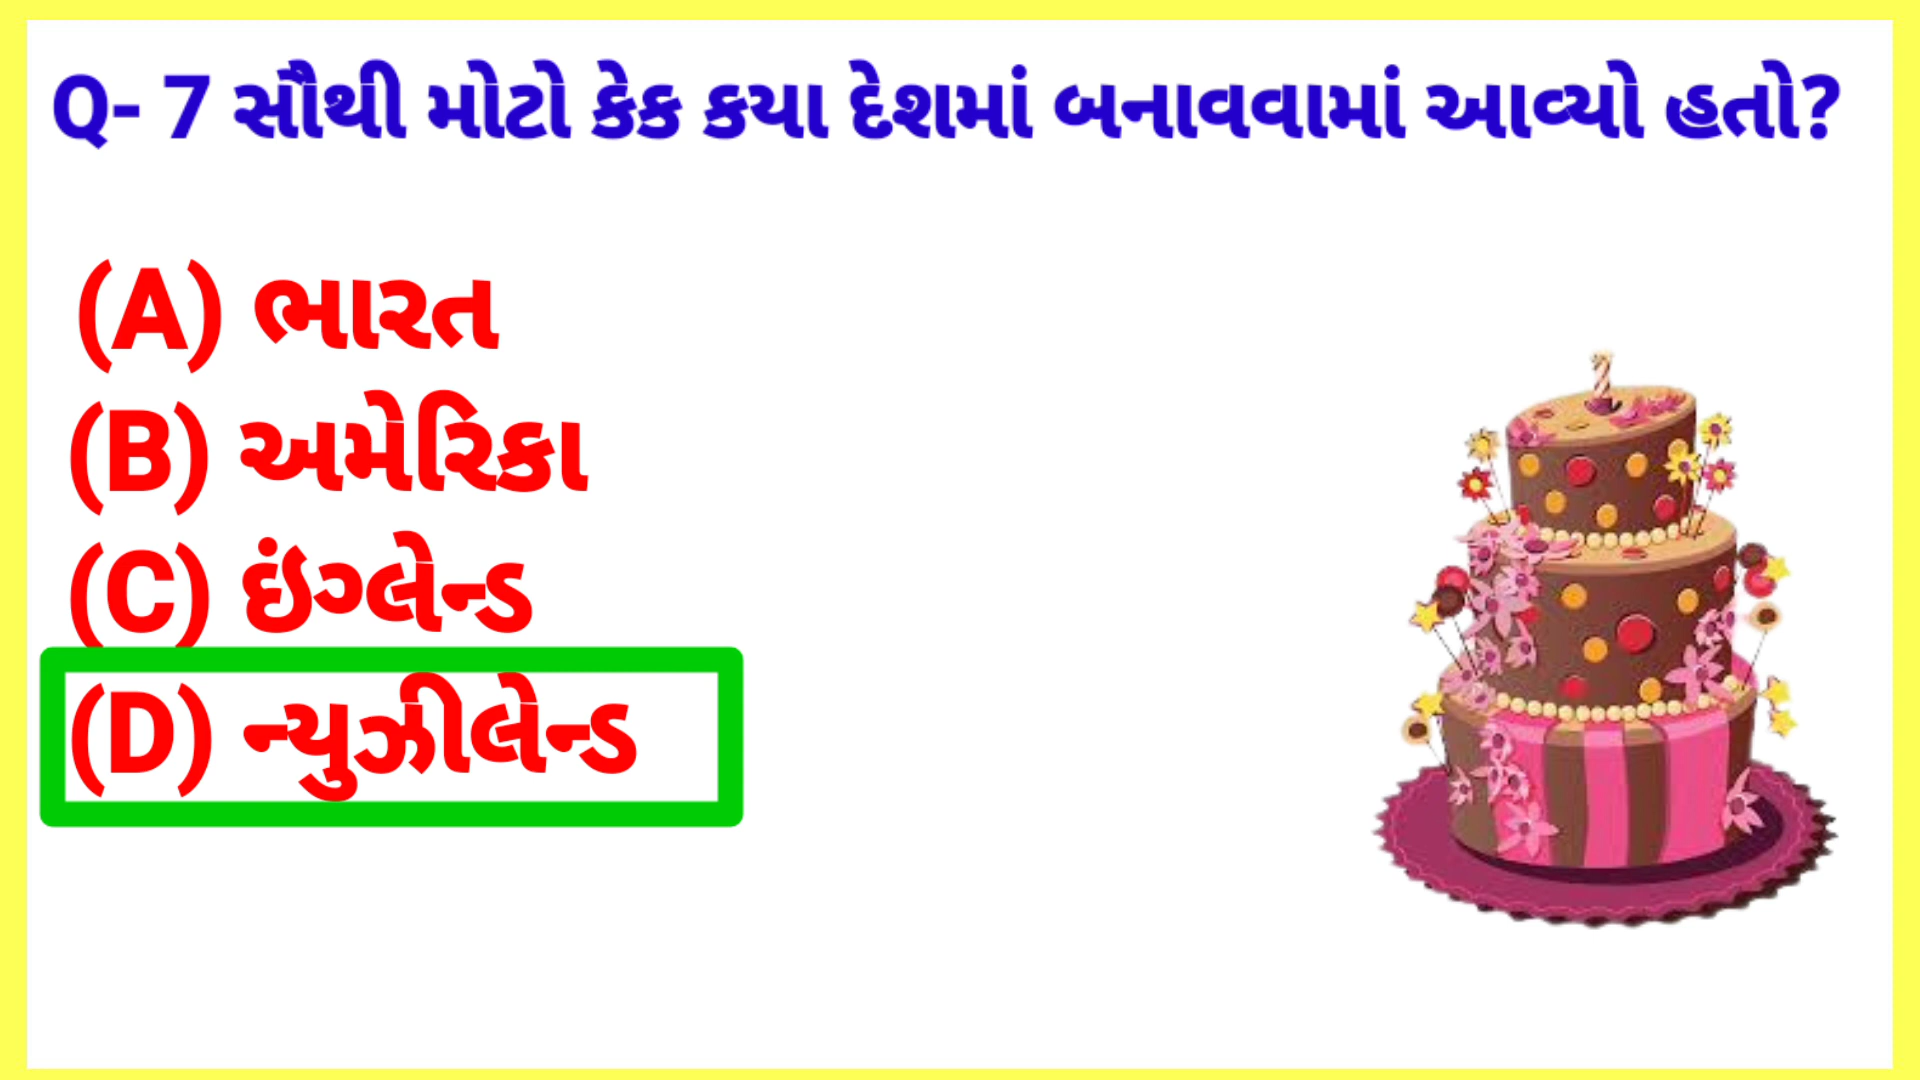 Q- 7 સૌથી મોટો કેક કયા દેશમાં બનાવવામાં આવ્યો હતો?
(A) ભારત
(B) અમેરિકા
(C) ઇંગ્લેન્ડ
(D) ન્યુઝીલેન્ડ